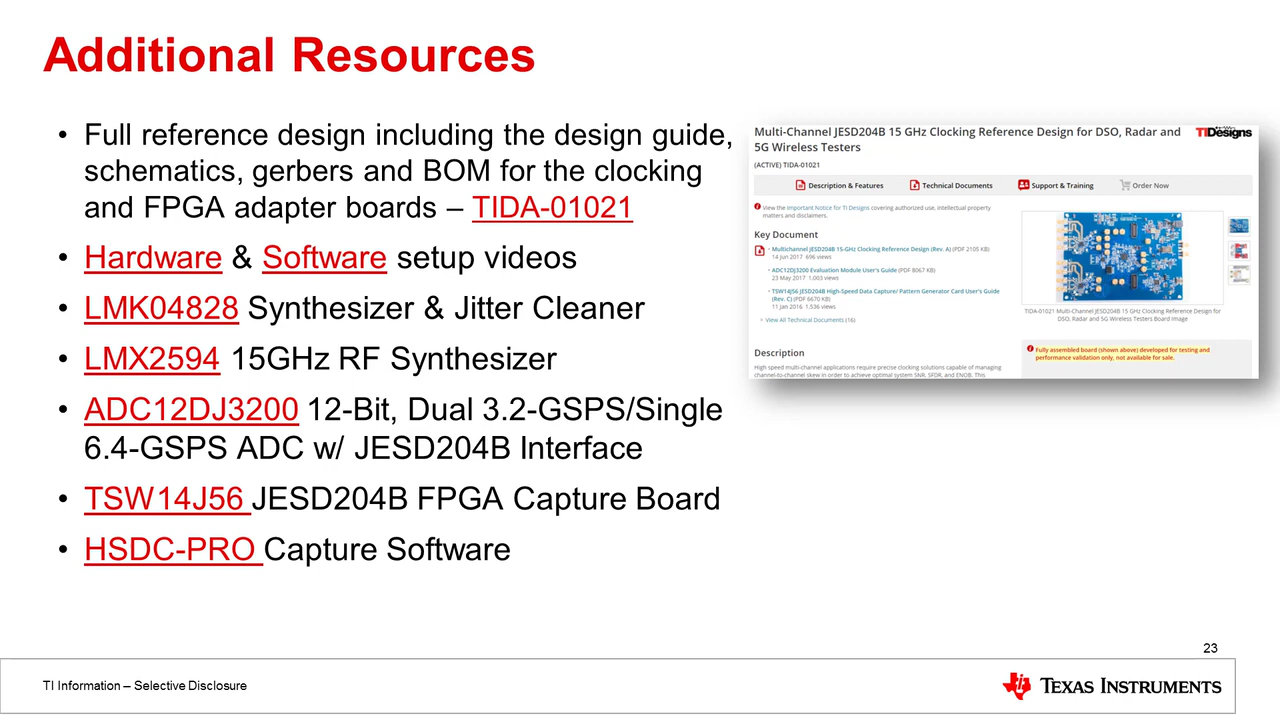 Additional Resources
• Full reference design including the design guide,
schematics, gerbers and BOM for the clocking
and FPGA adapter boards – TIDA-01021
• Hardware & Software setup videos
• LMK04828 Synthesizer & Jitter Cleaner
• LMX2594 15GHz RF Synthesizer
• ADC12DJ3200 12-Bit, Dual 3.2-GSPS/Single
6.4-GSPS ADC w/ JESD204B Interface
• TSW14J56 JESD204B FPGA Capture Board
• HSDC-PRO Capture Software
Multi-Channel JESD204B 15 GHz Clocking Reference Design for DSO, Radar and
5G Wireless Testers
TIDesigns
(ACTIVE) TIDA-01021
Description & Features Technical Documents Support & Training Order Now
View the Important Notice for TI Designs covering authorized use, intellectual property
matters and disclaimers.
Key Document
• Multichannel JESD204B 15-GHz Clocking Reference Design (Rev. A) (PDF 2105 KB)
14 Jun 2017 696 views
• ADC12DJ3200 Evaluation Module User's Guide (PDF 8067 KB)
23 May 2017 1,003 views
• TSW14J56 JESD204B High-Speed Data Capture/ Pattern Generator Card User's Guide
(Rev. C) (PDF 6670 KB)
11 Jan 2016 1,536 views
View All Technical Documents (16)
TIDA-01021 Multi-Channel JESD204B 15 GHz Clocking Reference Design for
DSO, Radar and 5G Wireless Testers Board Image
Description
High speed multi-channel applications require precise clocking solutions capable of managing
channel-to-channel skew in order to achieve optimal system SNR, SFDR, and ENOB. This
Fully assembled board (shown above) developed for testing and
performance validation only, not available for sale.
23
TI Information – Selective Disclosure
TEXAS INSTRUMENTS